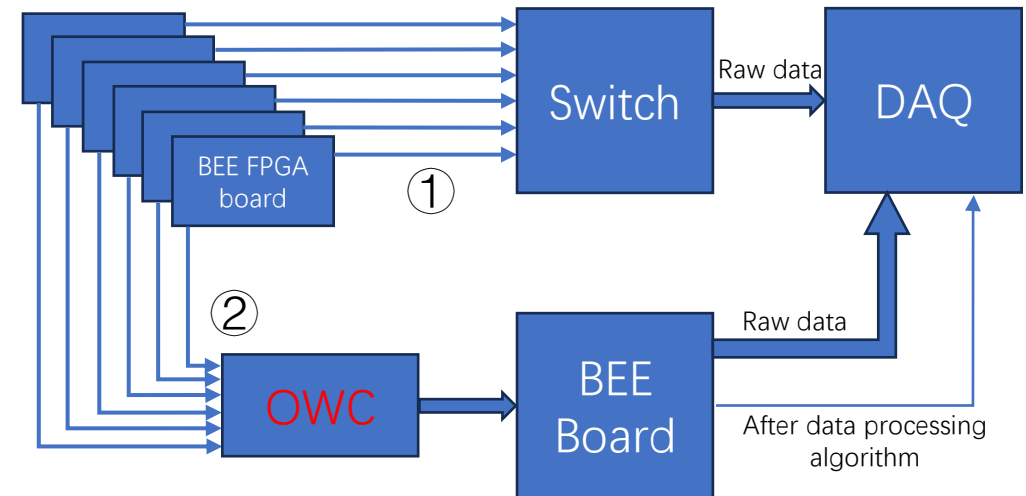 Raw data
Switch
DAQ
BEE FPGA
board
①
②
Raw data
OWC
BEE
Board
After data processing
algorithm